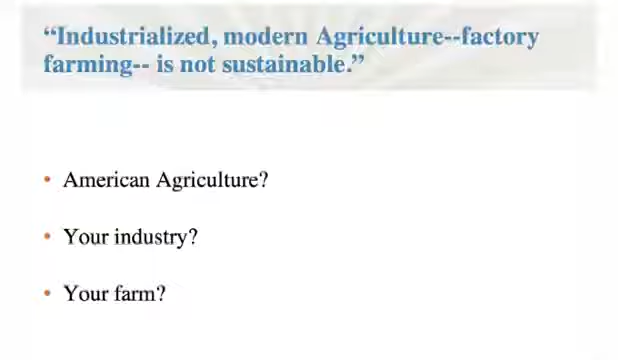 “Industrialized, modern Agriculture--factory
farming-- is not sustainable.”
• American Agriculture?
• Your industry?
• Your farm?